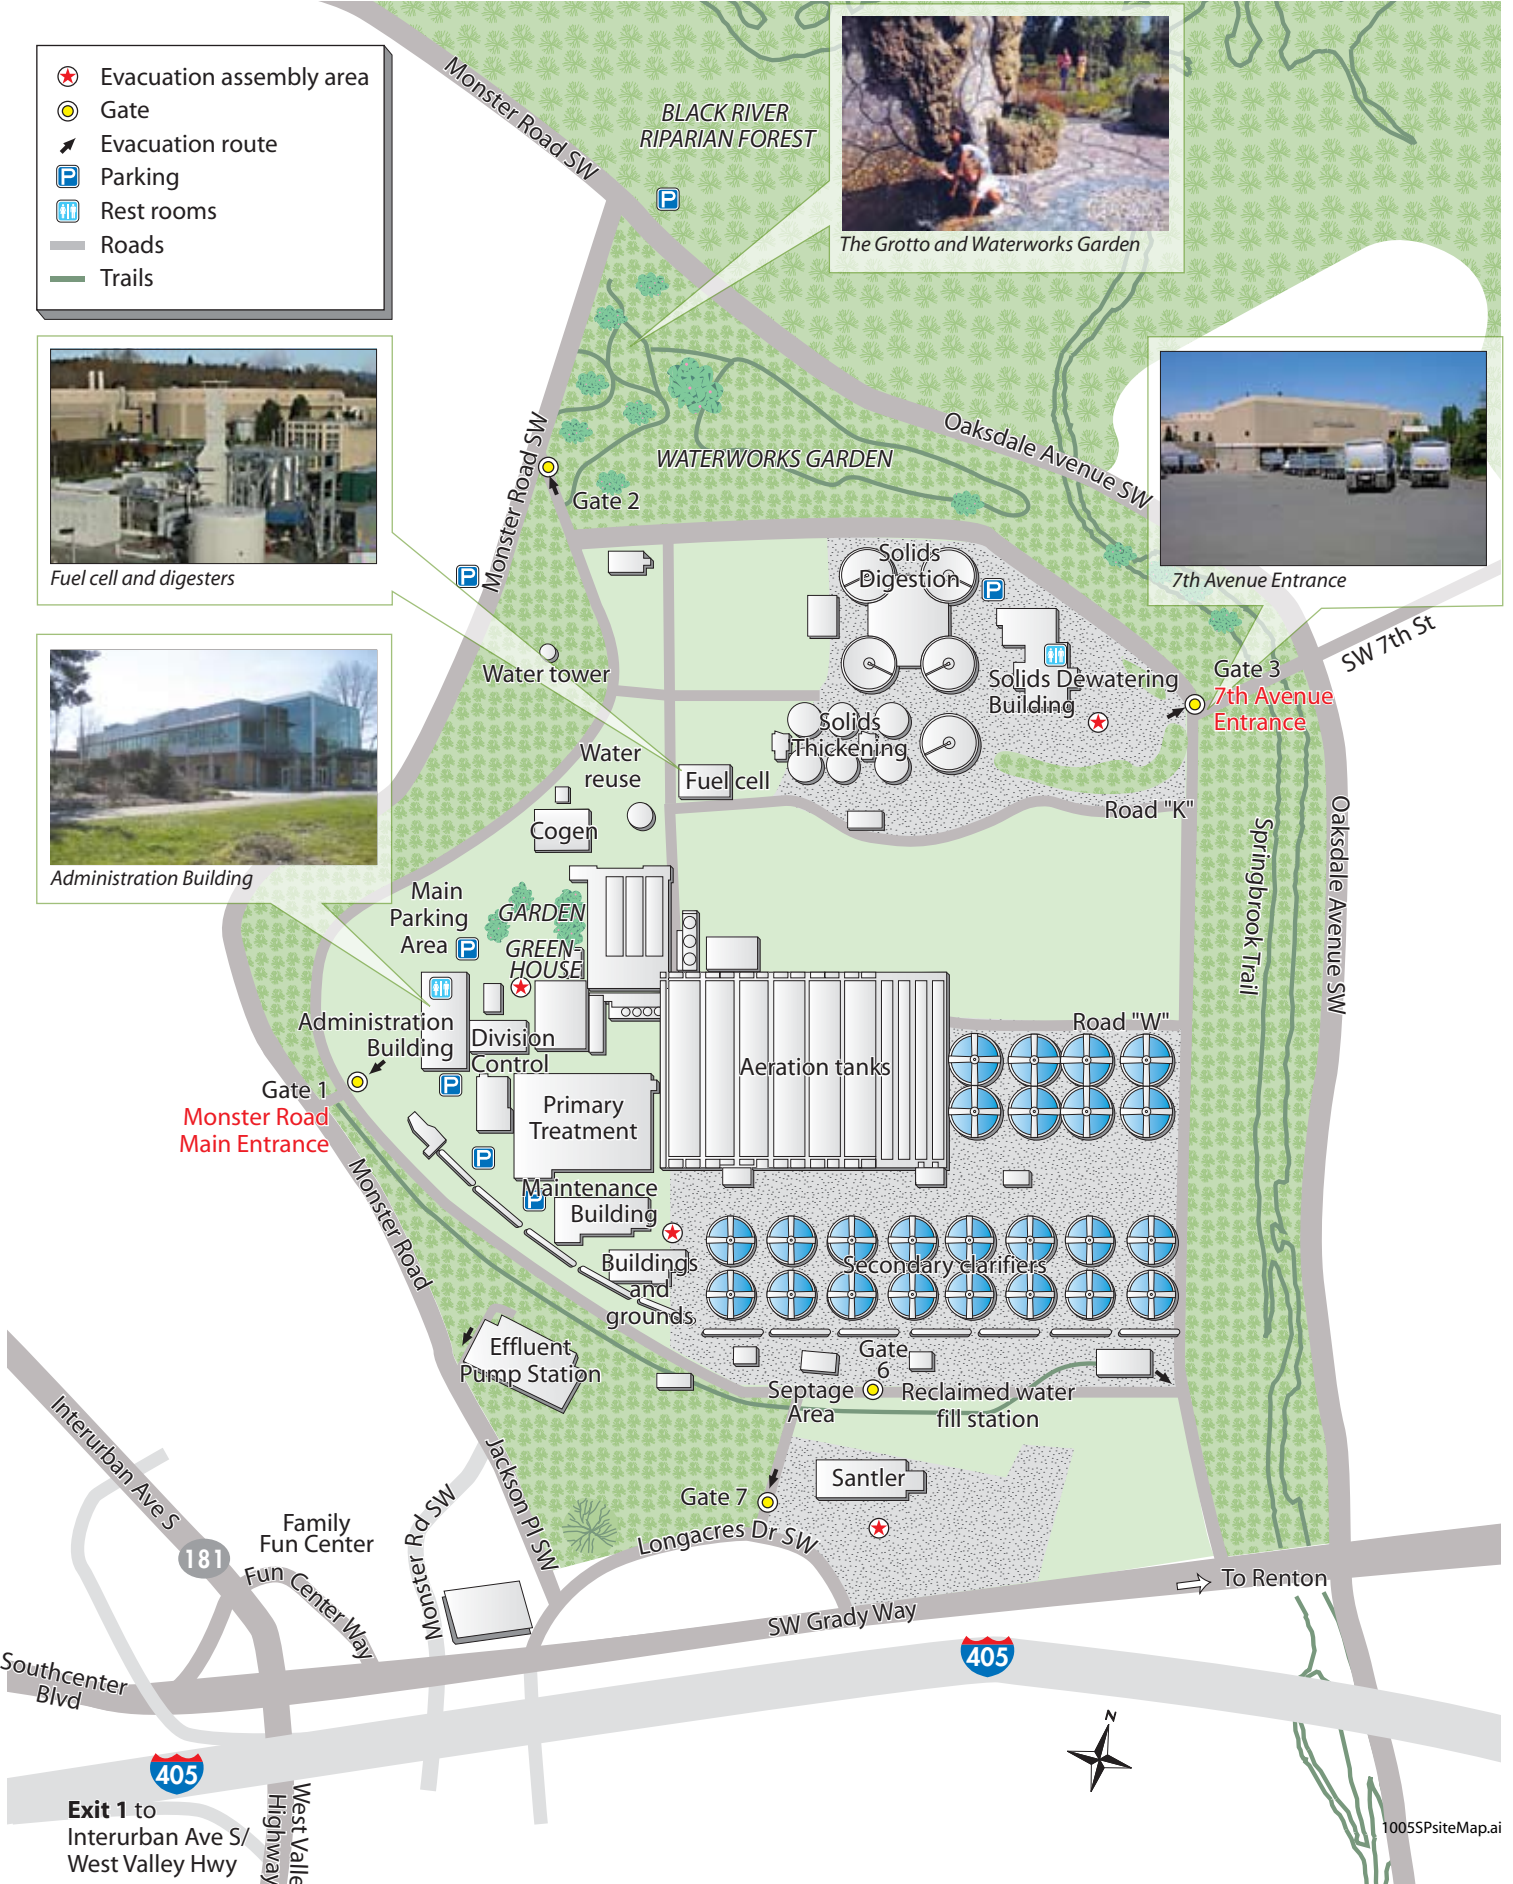 Evacuation assembly area
Gate
Evacuation route
P
Parking
Rest rooms
Roads
Trails
Monster Road SW
BLACK RIVER
RIPARIAN FOREST
P
The Grotto and Waterworks Garden
Fuel cell and digesters
7th Avenue Entrance
Administration Building
Oaksdale Avenue SW
WATERWORKS GARDEN
Monster Road SW
Gate 2
P
Solids
Digestion
P
SW 7th St
Water tower
Solids Dewatering
Building
Gate 3
7th Avenue
Entrance
Solids
Thickening
Water
reuse
Fuel cell
Road "K"
Cogen
Springbrook Trail
Oaksdale Avenue SW
Main
Parking
Area
P
GARDEN
GREEN-
HOUSE
Administration
Building
Division
Control
Road "W"
Aeration tanks
P
Gate 1
Monster Road
Main Entrance
Primary
Treatment
P
Monster Road
Maintenance
Building
P
Buildings
and
grounds
Secondary clarifiers
Effluent
Pump Station
Gate
6
Septage
Area
Reclaimed water
fill station
Interurban Ave S
Jackson Pl SW
Santler
Gate 7
Longacres Dr SW
Family
Fun Center
181
Fun Center Way
Monster Rd SW
To Renton
SW Grady Way
Southcenter
Blvd
405
405
N
Exit 1 to
Interurban Ave S/
West Valley Hwy
West Valle
Highway
1005SPsiteMap.ai